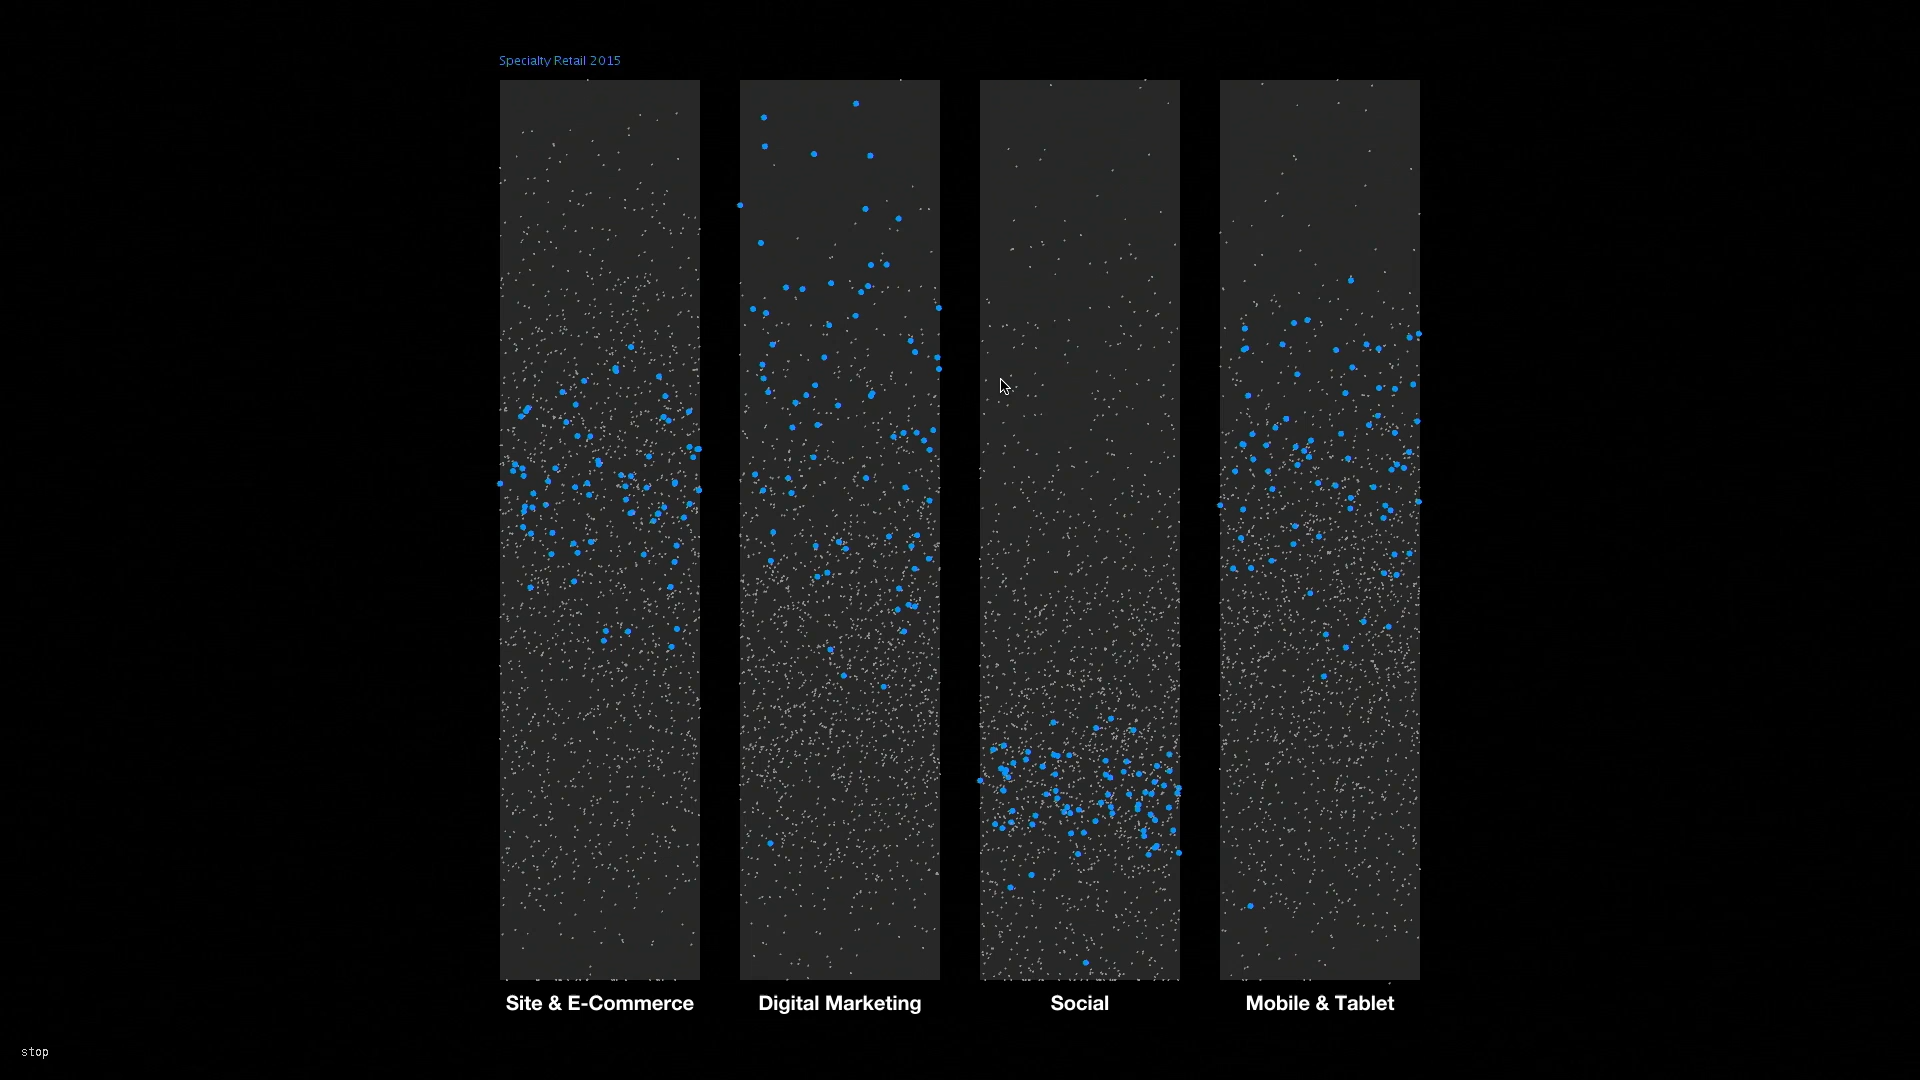 Specialty Retail 2015
Site & E-Commerce
Digital Marketing
Social
Mobile & Tablet
stop